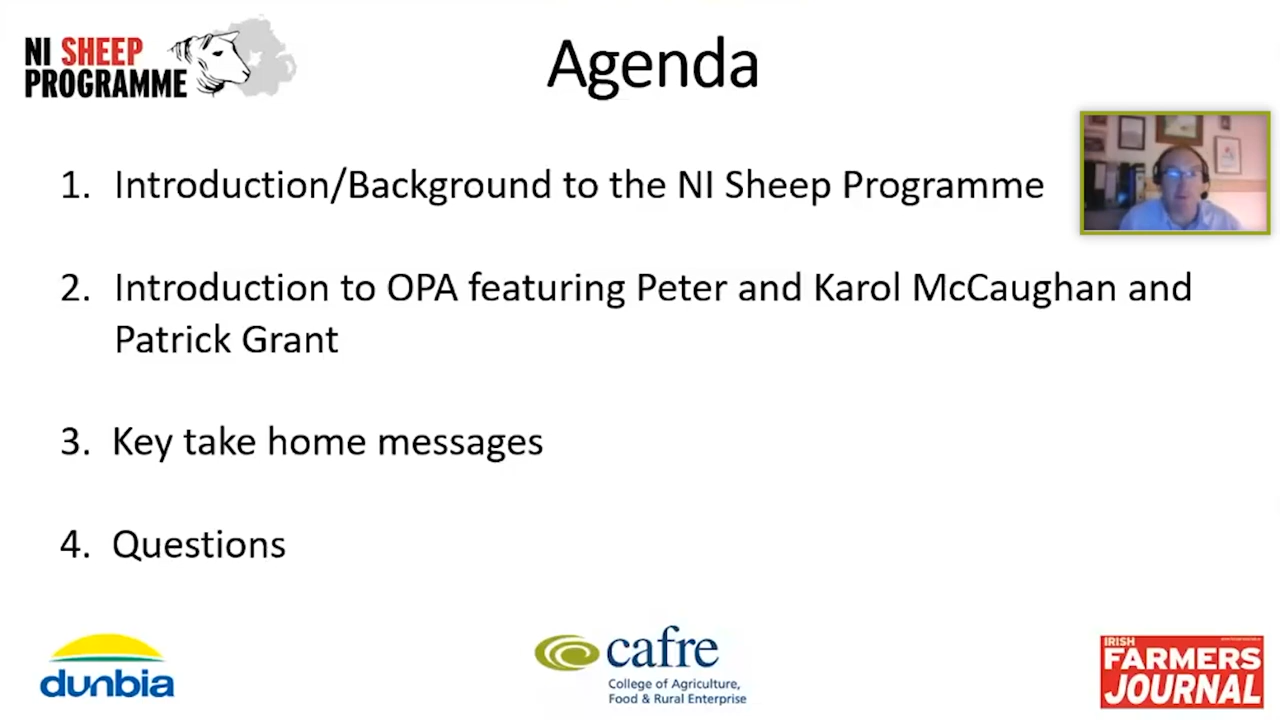 NI SHEEP
PROGRAMME
Agenda
1. Introduction/Background to the NI Sheep Programme
2. Introduction to OPA featuring Peter and Karol McCaughan and
Patrick Grant
3. Key take home messages
4. Questions
dunbia
cafre
College of Agriculture,
Food & Rural Enterprise
IRISH
FARMERS
JOURNAL